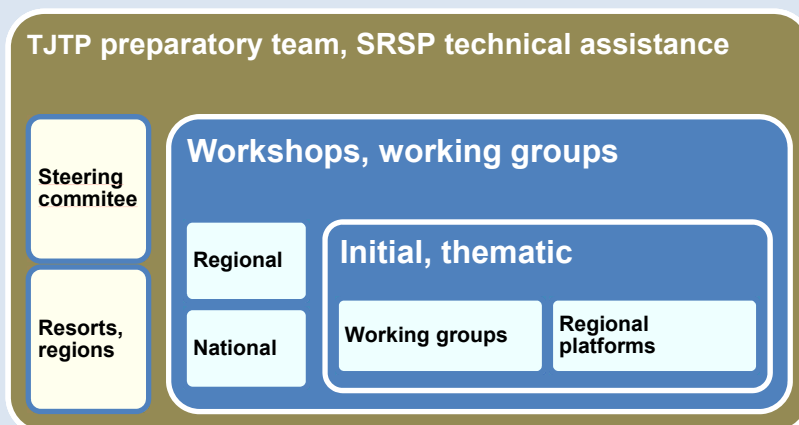 TJTP preparatory team, SRSP technical assistance
Steering
commitee
Resorts,
regions
Workshops, working groups
Regional
National
Initial, thematic
Working groups
Regional
platforms